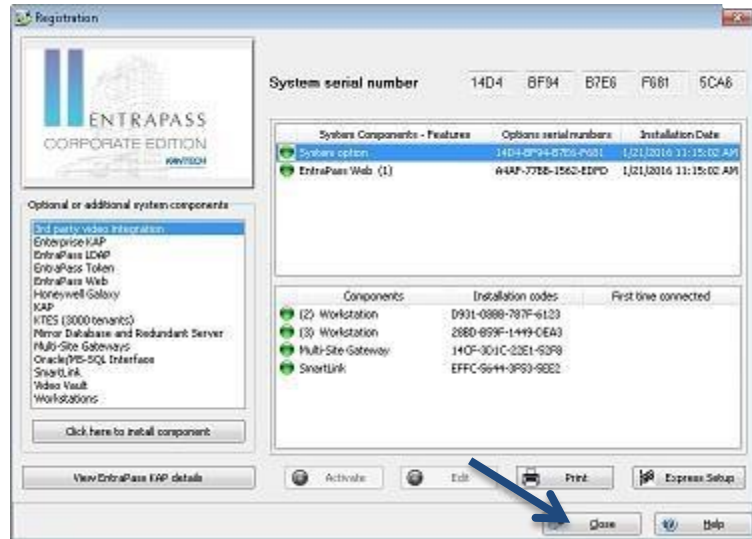 Registration
ENTRAPASS
CORPORATE EDITION
KANTECH
System serial number 14D4 BF94 B7E6 F681 5CA6
System Components - Features Options serial numbers Installation Date
System option 14D4-BF94-B7E6-F681 1/21/2016 11:15:02 AM
EntraPass Web (1) 1/21/2016 11:15:02 AM
Optional or additional system components
3rd party video integration
Enterprise KAP
EntraPass LDAP
EntraPass Token
EntraPass Web
Honeywell Galaxy
KAP
KTES (3000 tenants)
Mirror Database and Redundant Server
Multi-Site Gateways
Oracle/MS-SQL Interface
SmartLink
Video Vault
Workstations
Components Installation codes First time connected
(2) Workstation
(3) Workstation
Multi-Site Gateway
SmartLink
Click here to install component
View EntraPass KAP details
Activate Edit Print Express Setup
Close Help